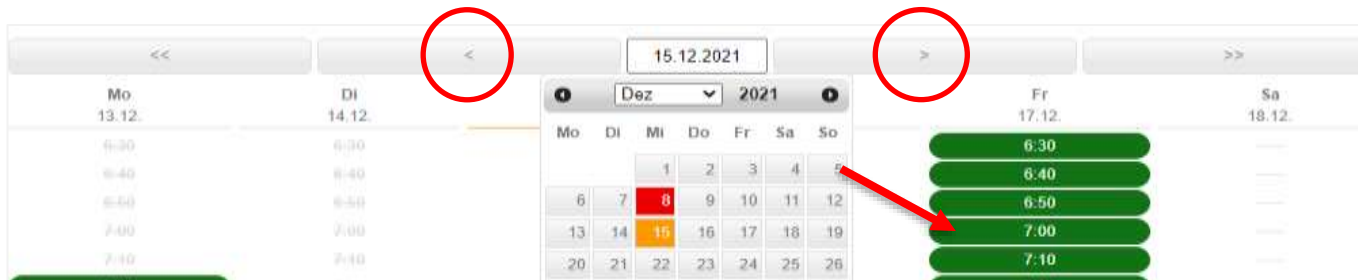 << < 15.12.2021 > >>
Mo Di Fr Sa
13.12. 14.12. 17.12. 18.12.
Dez 2021
Mo Di Mi Do Fr Sa So
1 2 3 4 5
6 7 8 9 10 11 12
13 14 15 16 17 18 19
20 21 22 23 24 25 26
6:30 6:30 6:30
6:40 6:40 6:40
6:50 6:50 6:50
7:00 7:00 7:00
7:10 7:10 7:10